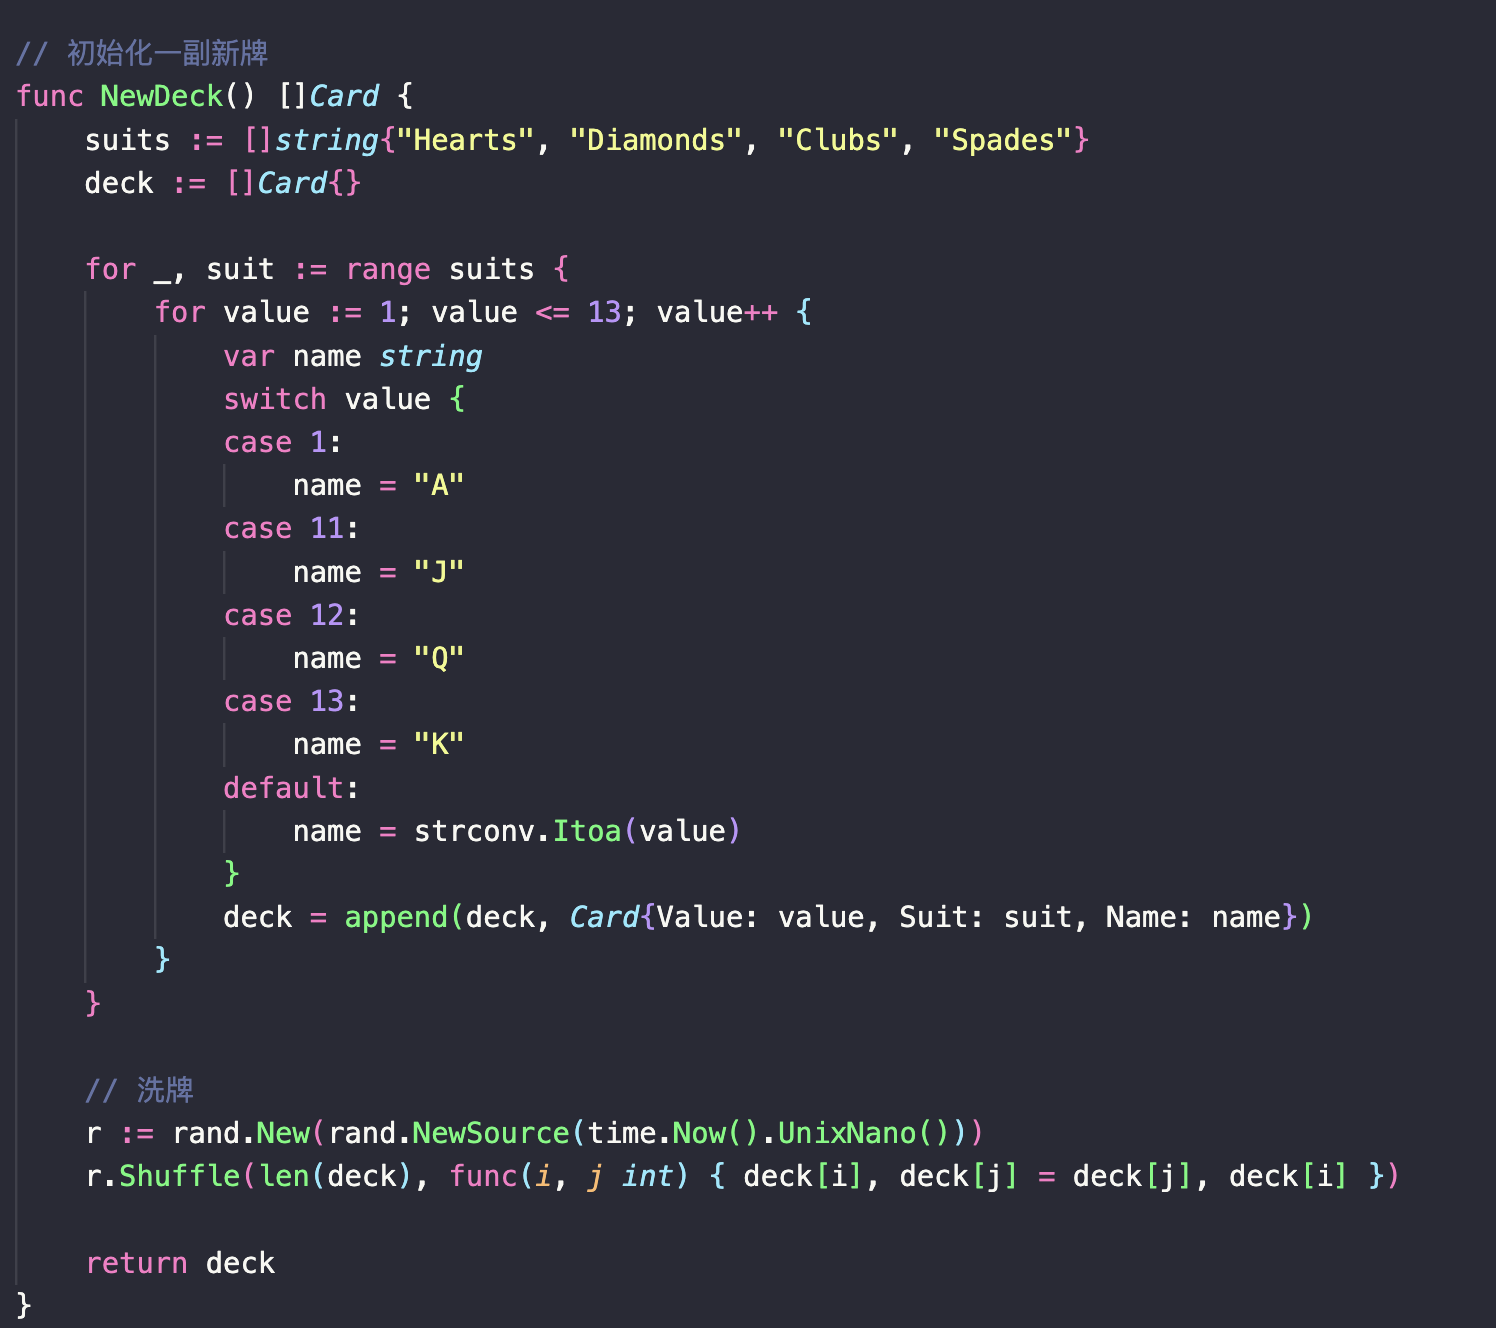 // 初始化一副新牌
func NewDeck() []Card {
    suits := []string{"Hearts", "Diamonds", "Clubs", "Spades"}
    deck := []Card{}

    for _, suit := range suits {
        for value := 1; value <= 13; value++ {
            var name string
            switch value {
            case 1:
                name = "A"
            case 11:
                name = "J"
            case 12:
                name = "Q"
            case 13:
                name = "K"
            default:
                name = strconv.Itoa(value)
            }
            deck = append(deck, Card{Value: value, Suit: suit, Name: name})
        }
    }

    // 洗牌
    r := rand.New(rand.NewSource(time.Now().UnixNano()))
    r.Shuffle(len(deck), func(i, j int) { deck[i], deck[j] = deck[j], deck[i] })

    return deck
}